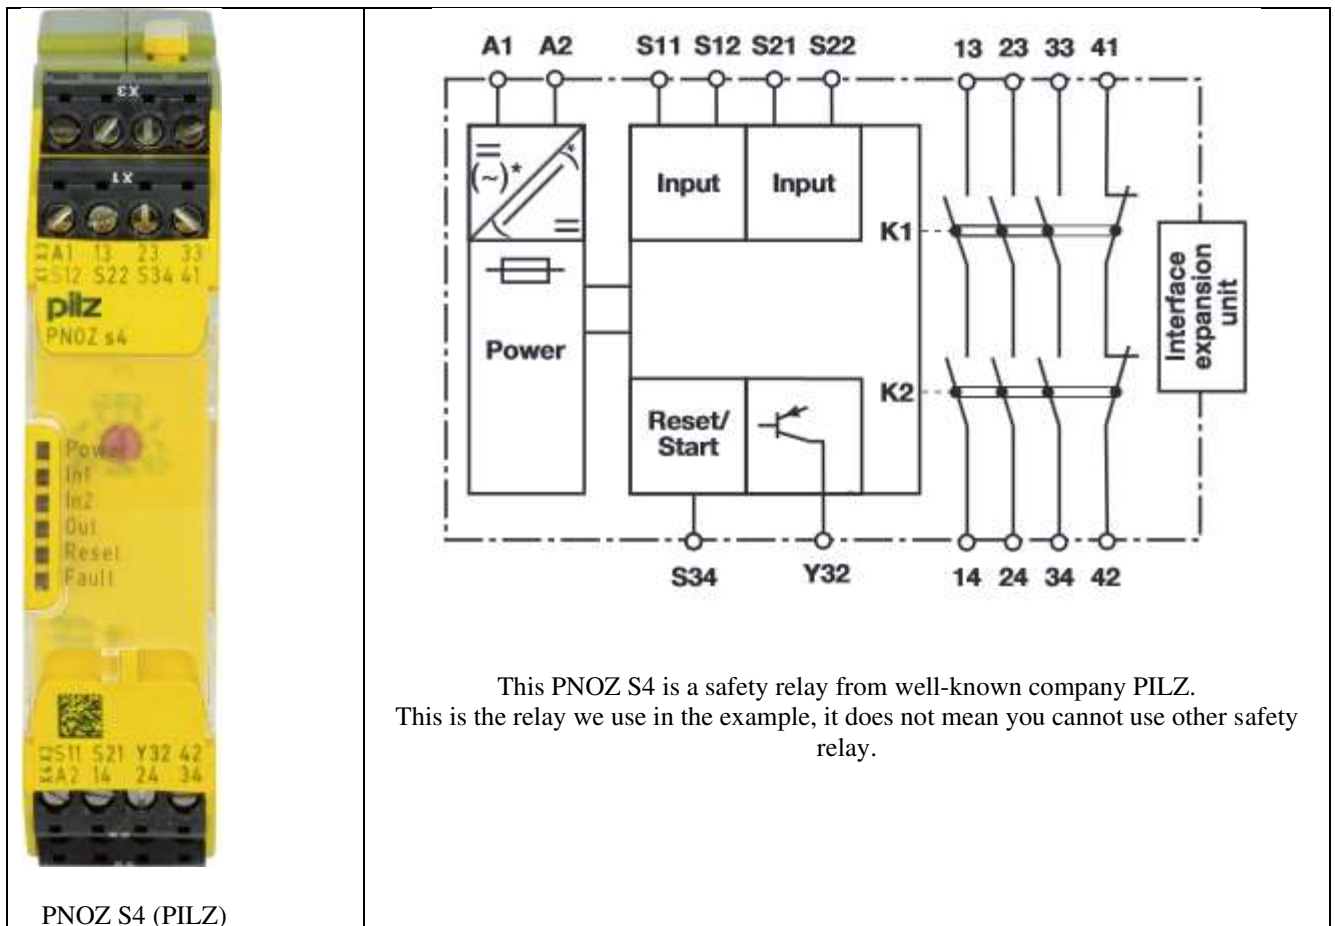 X3
X1
A1 13 23 33
S12 S22 S34 41
pilz
PNOZ s4
Power
In1
In2
Out
Reset
Fault
S11 S21 Y32 42
A2 14 24 34
PNOZ S4 (PILZ)
A1 A2 S11 S12 S21 S22 13 23 33 41
(~)* *
Input Input
K1
Power
Reset/
Start
K2
Interface
expansion
unit
S34 Y32 14 24 34 42
This PNOZ S4 is a safety relay from well-known company PILZ.
This is the relay we use in the example, it does not mean you cannot use other safety
relay.